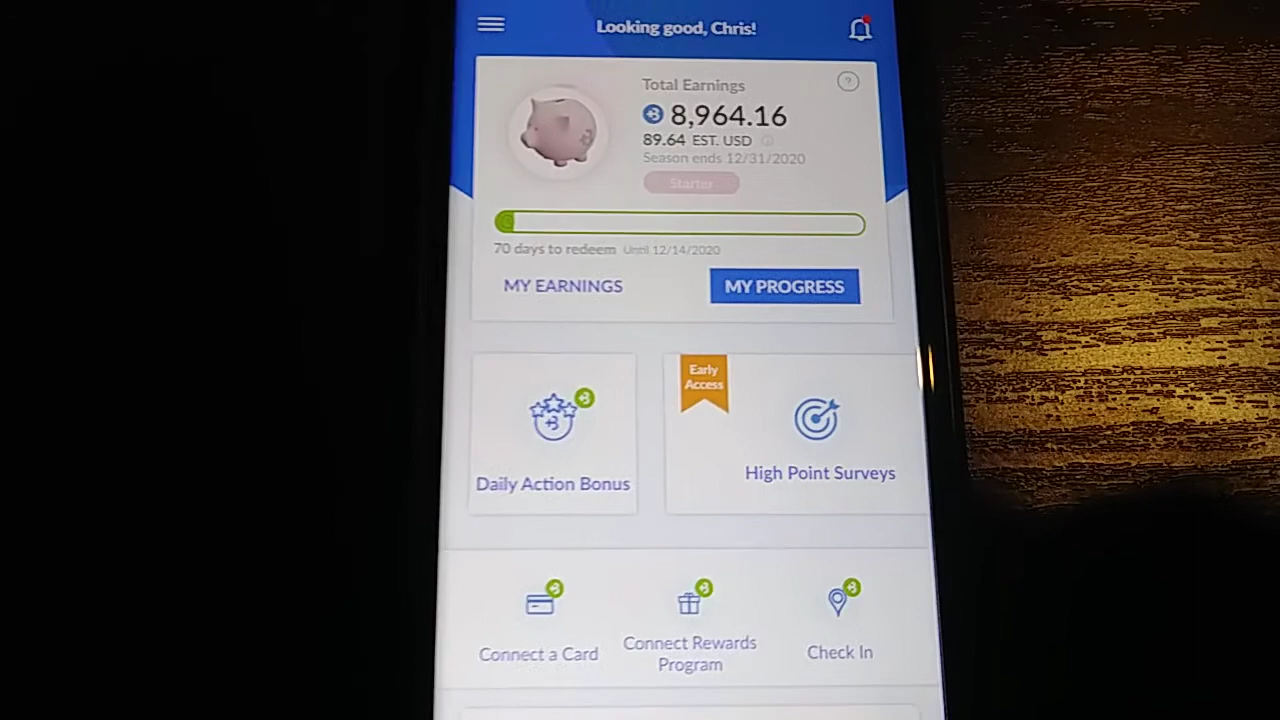 Looking good, Chris!
Total Earnings
?
8,964.16
89.64 EST. USD
Season ends 12/31/2020
Starter
70 days to redeem Until 12/14/2020
MY EARNINGS
MY PROGRESS
Early
Access
Daily Action Bonus
High Point Surveys
Connect a Card
Connect Rewards
Program
Check In